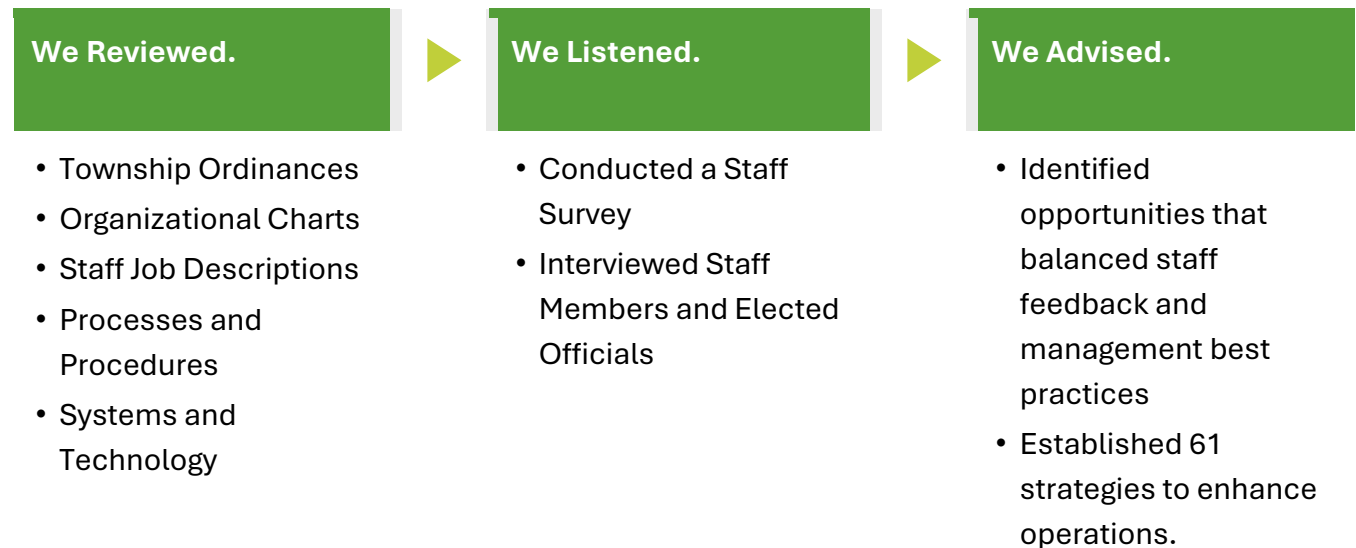 We Reviewed.
• Township Ordinances
• Organizational Charts
• Staff Job Descriptions
• Processes and
Procedures
• Systems and
Technology
We Listened.
• Conducted a Staff
Survey
• Interviewed Staff
Members and Elected
Officials
We Advised.
• Identified
opportunities that
balanced staff
feedback and
management best
practices
• Established 61
strategies to enhance
operations.